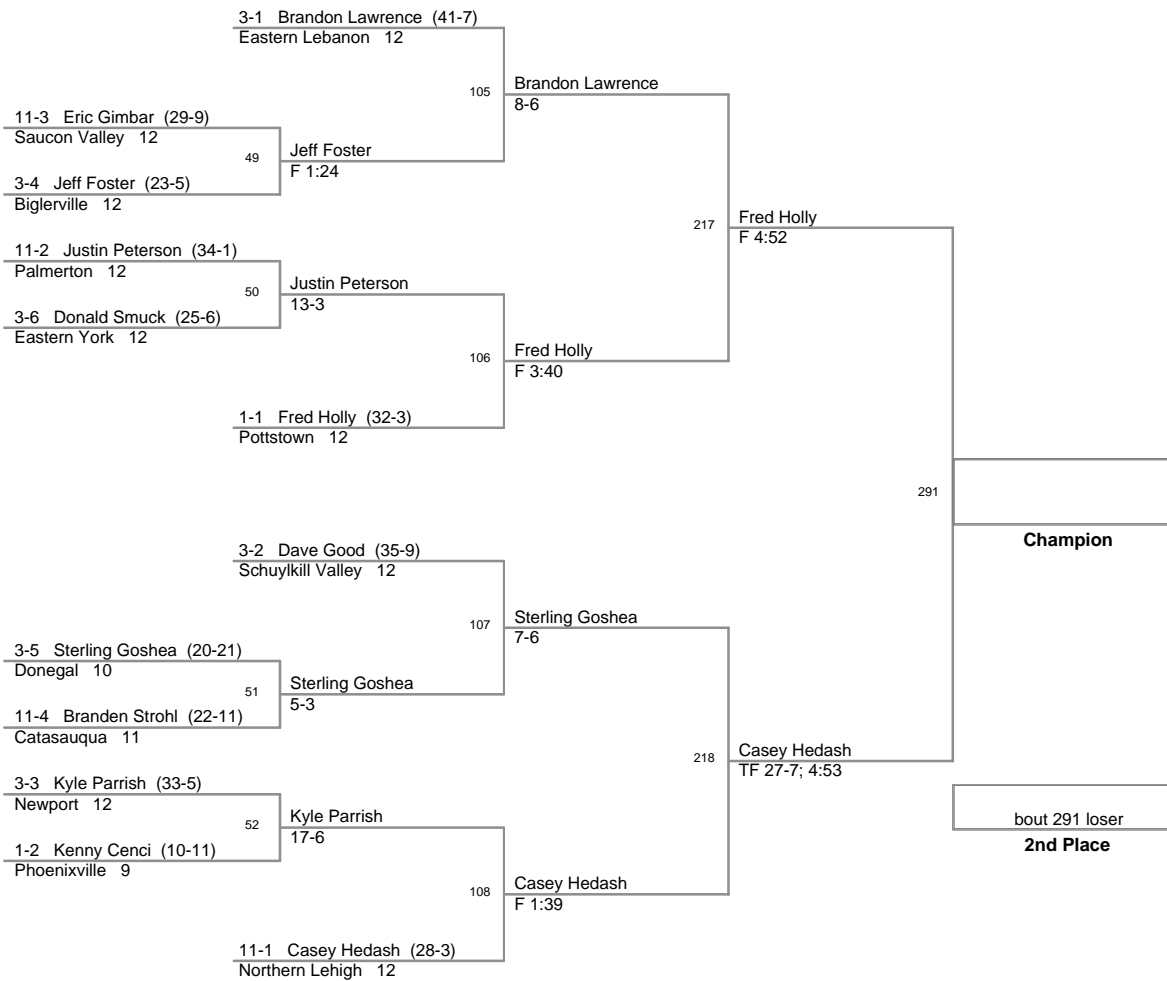 3-1 Brandon Lawrence (41-7)
Eastern Lebanon 12
105
Brandon Lawrence
8-6
11-3 Eric Gimbar (29-9)
Saucon Valley 12
49
Jeff Foster
F 1:24
3-4 Jeff Foster (23-5)
Biglerville 12
217
Fred Holly
F 4:52
11-2 Justin Peterson (34-1)
Palmerton 12
50
Justin Peterson
13-3
3-6 Donald Smuck (25-6)
Eastern York 12
106
Fred Holly
F 3:40
1-1 Fred Holly (32-3)
Pottstown 12
291
Champion
3-2 Dave Good (35-9)
Schuylkill Valley 12
107
Sterling Goshea
7-6
3-5 Sterling Goshea (20-21)
Donegal 10
51
Sterling Goshea
5-3
11-4 Branden Strohl (22-11)
Catasauqua 11
218
Casey Hedash
TF 27-7; 4:53
3-3 Kyle Parrish (33-5)
Newport 12
52
Kyle Parrish
17-6
bout 291 loser
2nd Place
1-2 Kenny Cenci (10-11)
Phoenixville 9
108
Casey Hedash
F 1:39
11-1 Casey Hedash (28-3)
Northern Lehigh 12